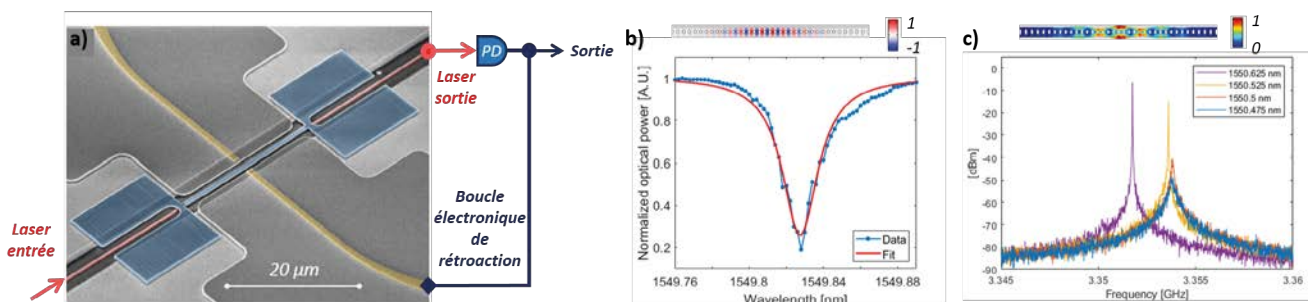 a)
PD
Sortie
Laser
sortie
Boucle
électronique
de
rétroaction
Laser
entrée
20 µm
b)
1
-1
Normalized optical power [A.U.]
1
0.8
0.6
0.4
0.2
Data
Fit
1549.76
1549.8
1549.84
1549.88
Wavelength [nm]
c)
1
0
[dBm]
0
-10
-20
-30
-40
-50
-60
-70
-80
-90
1550.625 nm
1550.525 nm
1550.5 nm
1550.475 nm
3.345
3.35
3.355
3.36
Frequency [GHz]